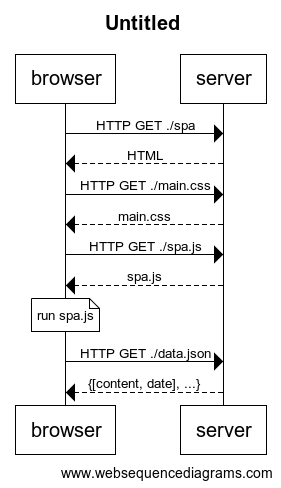 Untitled
browser server
HTTP GET ./spa
HTML
HTTP GET ./main.css
main.css
HTTP GET ./spa.js
spa.js
run spa.js
HTTP GET ./data.json
{[content, date], ...}
browser server
www.websequencediagrams.com